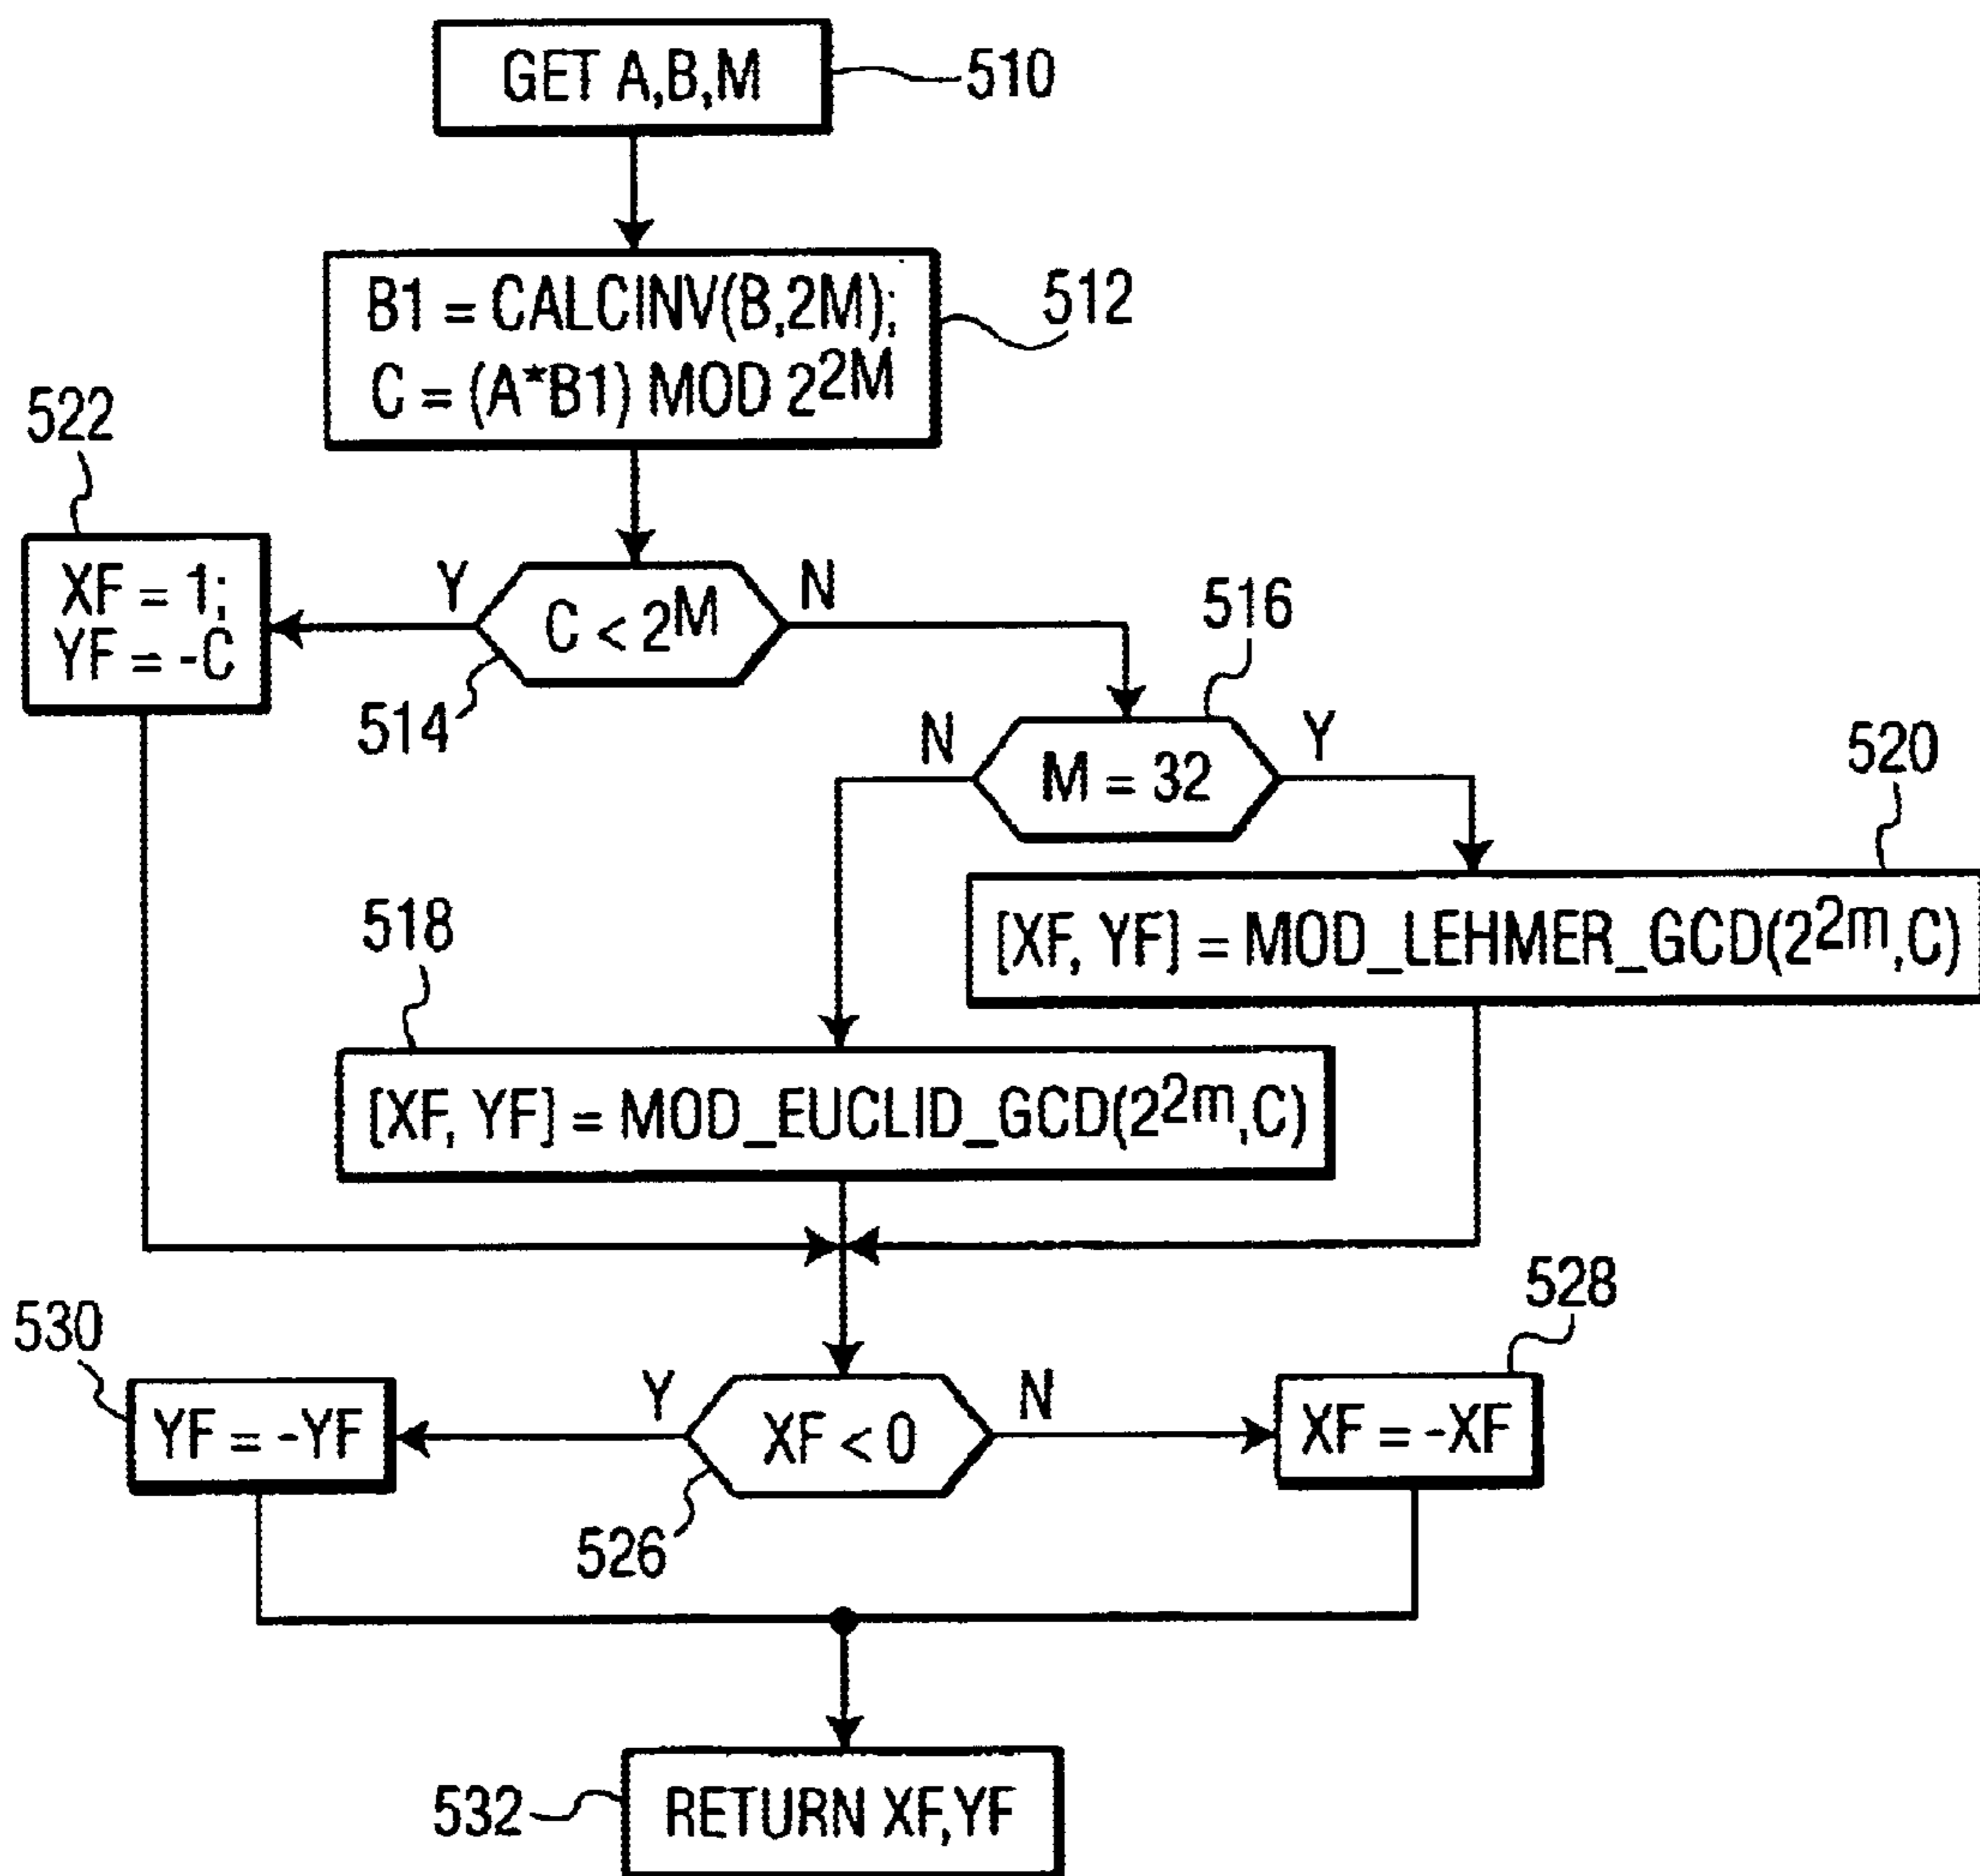 GET A,B,M
510
B1 = CALCINV(B,2M);
C = (A*B1) MOD 2^2M
512
522
XF = 1;
YF = -C
Y
C < 2^M
N
514
516
N
M = 32
Y
520
[XF, YF] = MOD_LEHMER_GCD(2^2m,C)
518
[XF, YF] = MOD_EUCLID_GCD(2^2m,C)
528
530
YF = -YF
Y
XF < 0
N
XF = -XF
526
532
RETURN XF,YF